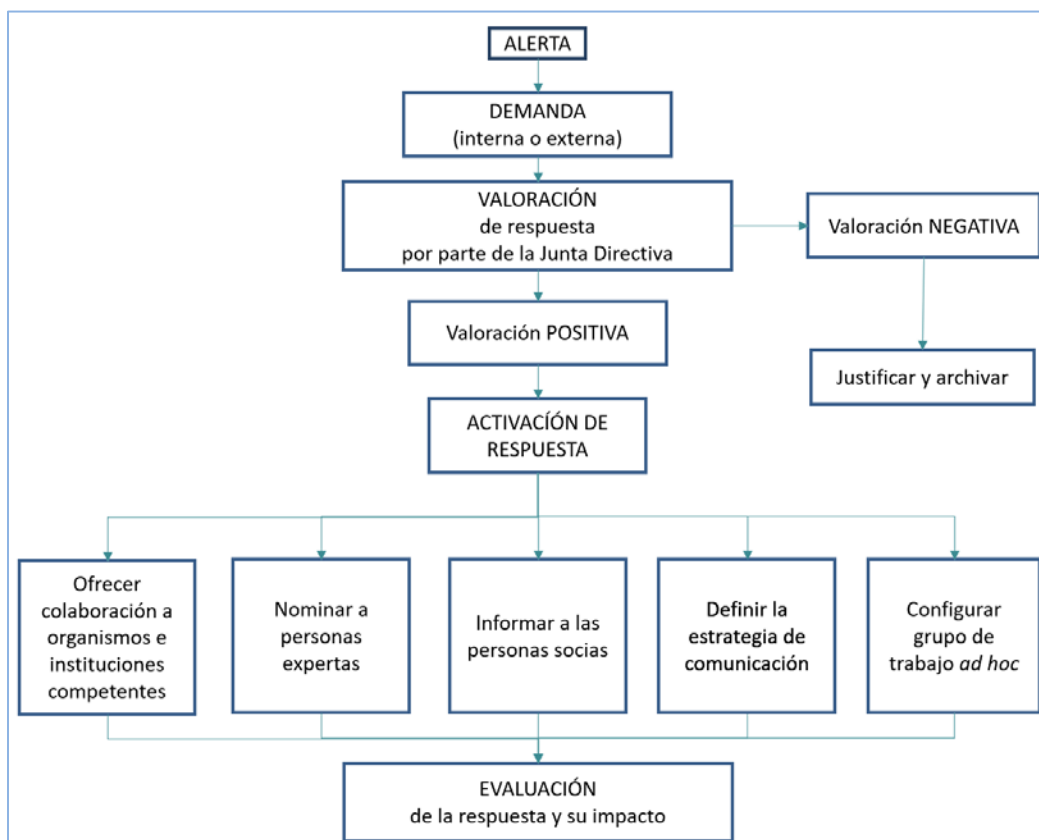 ALERTA
DEMANDA
(interna o externa)
VALORACIÓN
de respuesta
por parte de la Junta Directiva
Valoración NEGATIVA
Valoración POSITIVA
Justificar y archivar
ACTIVACÍÓN DE
RESPUESTA
Ofrecer
colaboración a
organismos e
instituciones
competentes
Nominar a
personas
expertas
Informar a las
personas socias
Definir la
estrategia de
comunicación
Configurar
grupo de
trabajo ad hoc
EVALUACIÓN
de la respuesta y su impacto